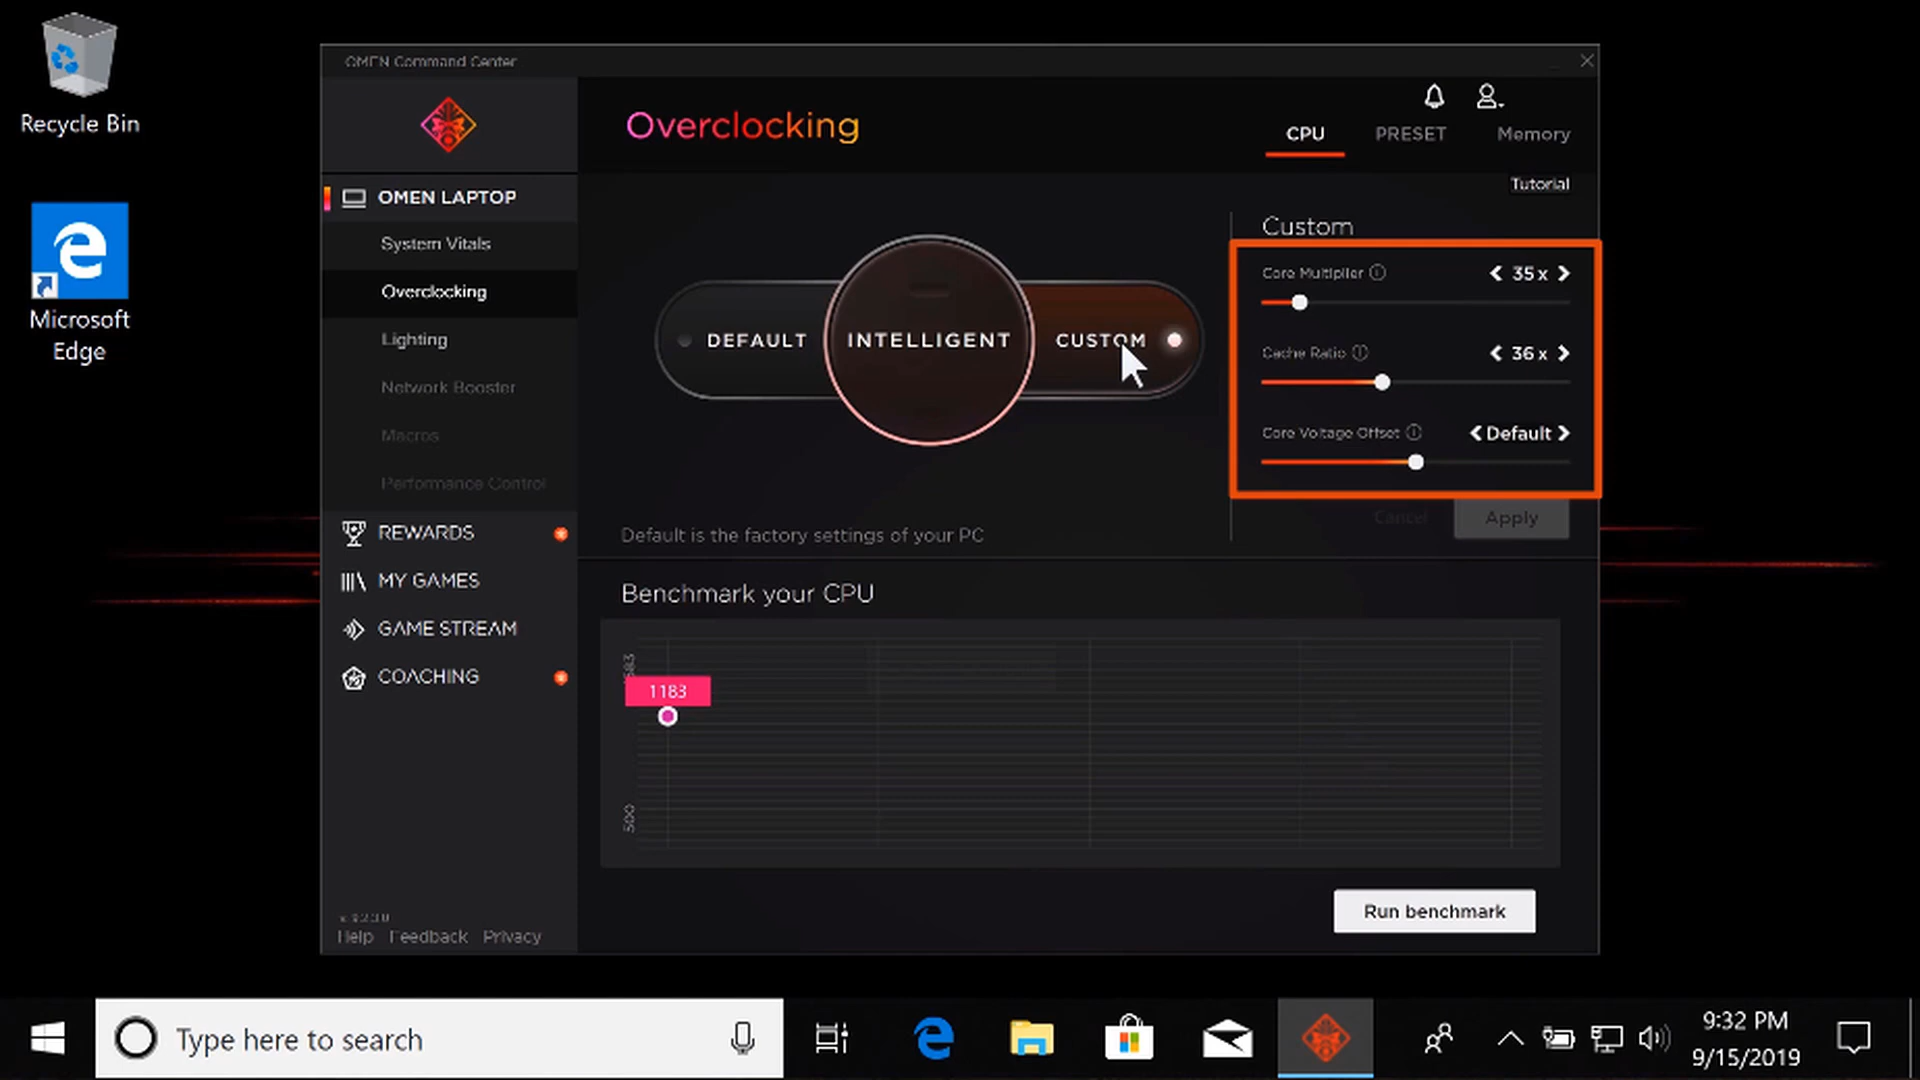 Recycle Bin
Microsoft
Edge
OMEN Command Center
Overclocking
CPU
PRESET
Memory
Tutorial
OMEN LAPTOP
System Vitals
Overclocking
Lighting
Network Booster
Macros
Performance Control
REWARDS
MY GAMES
GAME STREAM
COACHING
Help Feedback Privacy
DEFAULT
INTELLIGENT
CUSTOM
Default is the factory settings of your PC
Custom
Core Multiplier
35 x
Cache Ratio
36 x
Core Voltage Offset
Default
Cancel
Apply
Benchmark your CPU
1183
500
Run benchmark
Type here to search
9:32 PM
9/15/2019